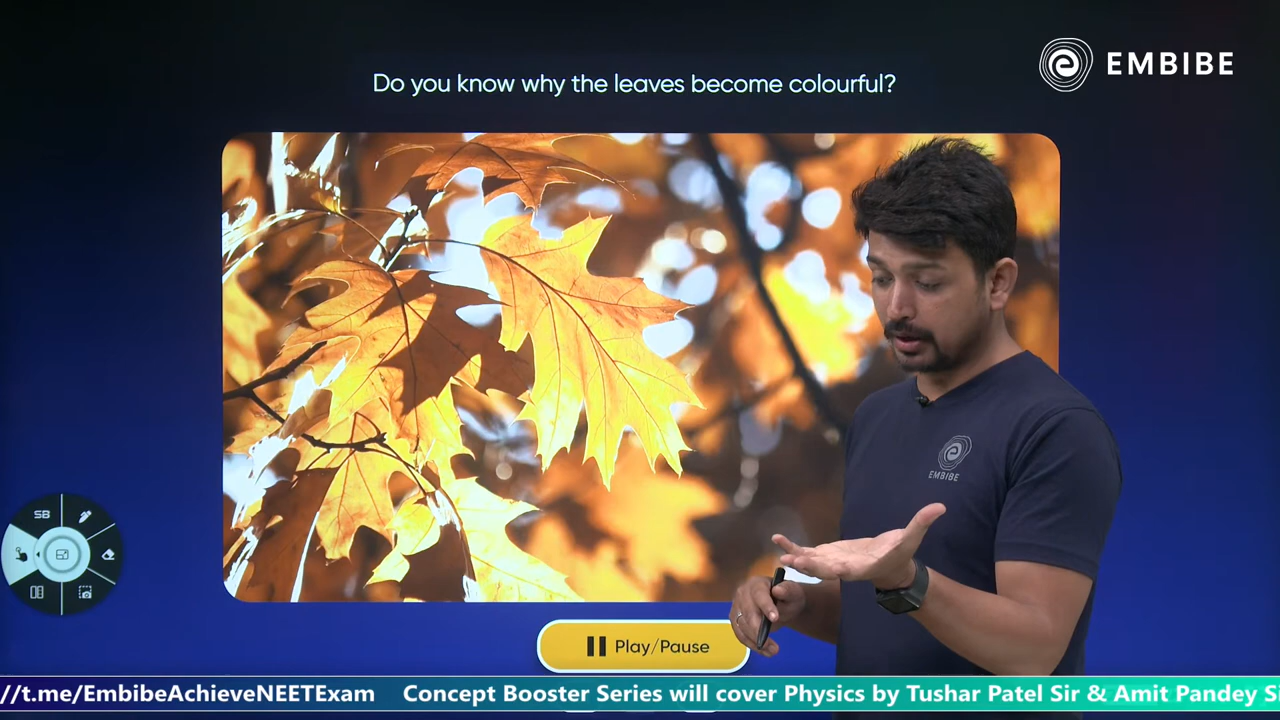 EMBIBE
Do you know why the leaves become colourful?
EMBIBE
SB
Play/Pause
//t.me/EmbibeAchieveNEETExam Concept Booster Series will cover Physics by Tushar Patel Sir & Amit Pandey